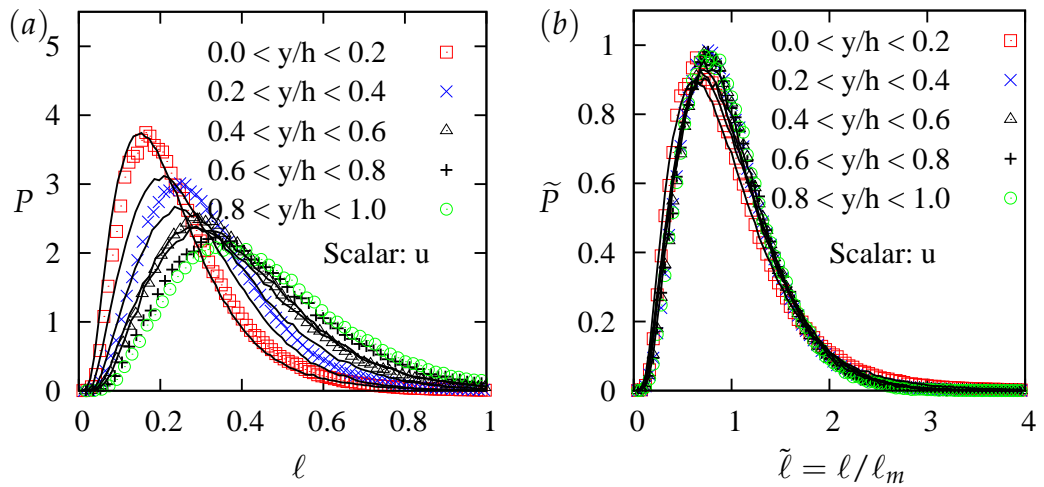 (a)
P
5
4
3
2
1
0
0.0 < y/h < 0.2
0.2 < y/h < 0.4
0.4 < y/h < 0.6
0.6 < y/h < 0.8
0.8 < y/h < 1.0
Scalar: u
0 0.2 0.4 0.6 0.8 1
ℓ
(b)
P̃
1
0.8
0.6
0.4
0.2
0
0.0 < y/h < 0.2
0.2 < y/h < 0.4
0.4 < y/h < 0.6
0.6 < y/h < 0.8
0.8 < y/h < 1.0
Scalar: u
0 1 2 3 4
ℓ̃ = ℓ/ℓm